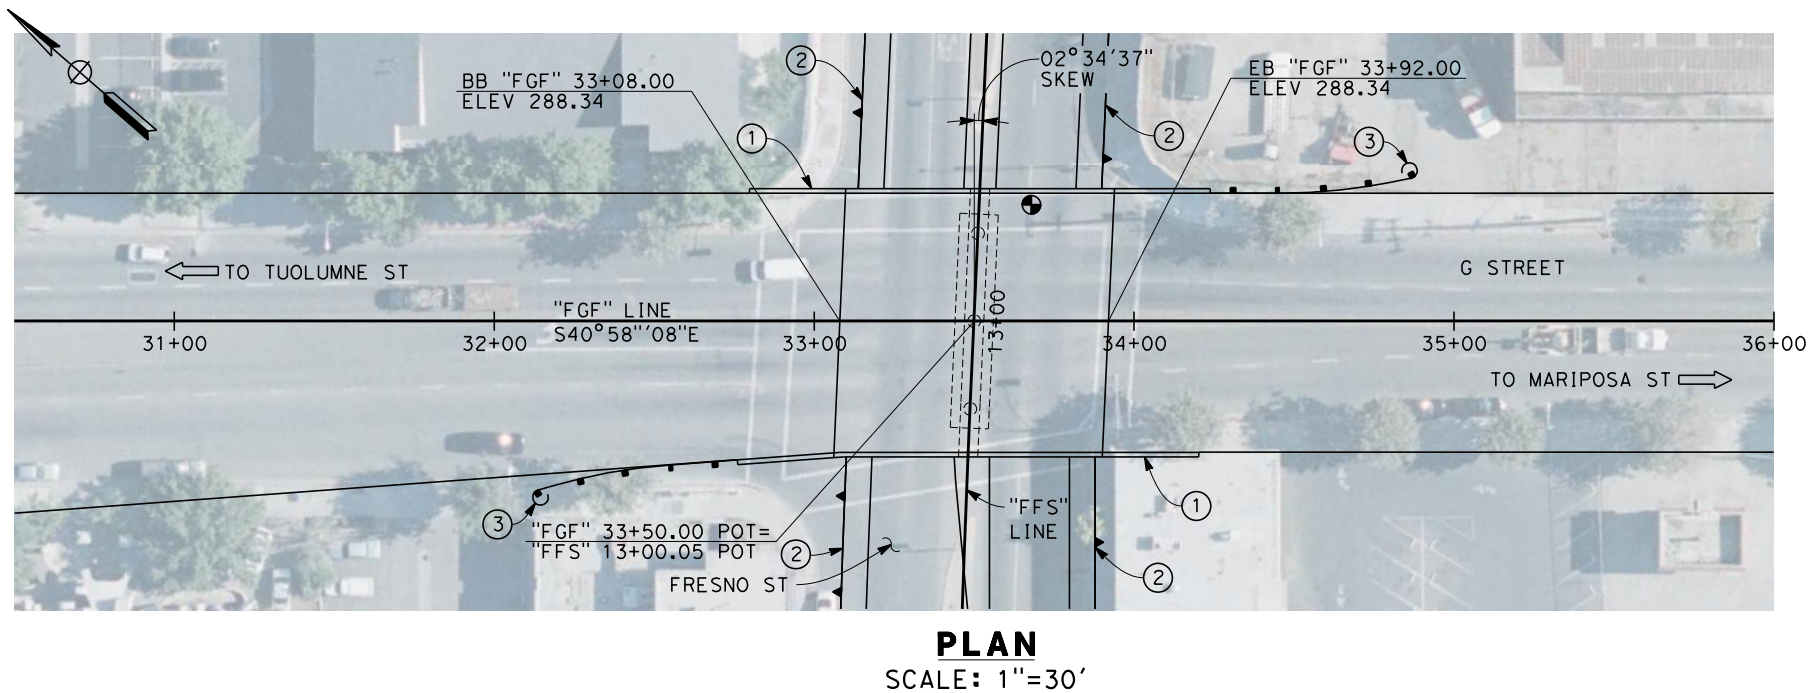 2
02°34'37"
SKEW
BB "FGF" 33+08.00
ELEV 288.34
EB "FGF" 33+92.00
ELEV 288.34
1
2
3
TO TUOLUMNE ST
G STREET
"FGF" LINE
S40°58"'08"E
13+00
31+00
32+00
33+00
34+00
35+00
36+00
TO MARIPOSA ST
3
"FGF" 33+50.00 POT=
"FFS" 13+00.05 POT
2
FRESNO ST
"FFS"
LINE
1
2
PLAN
SCALE: 1"=30'